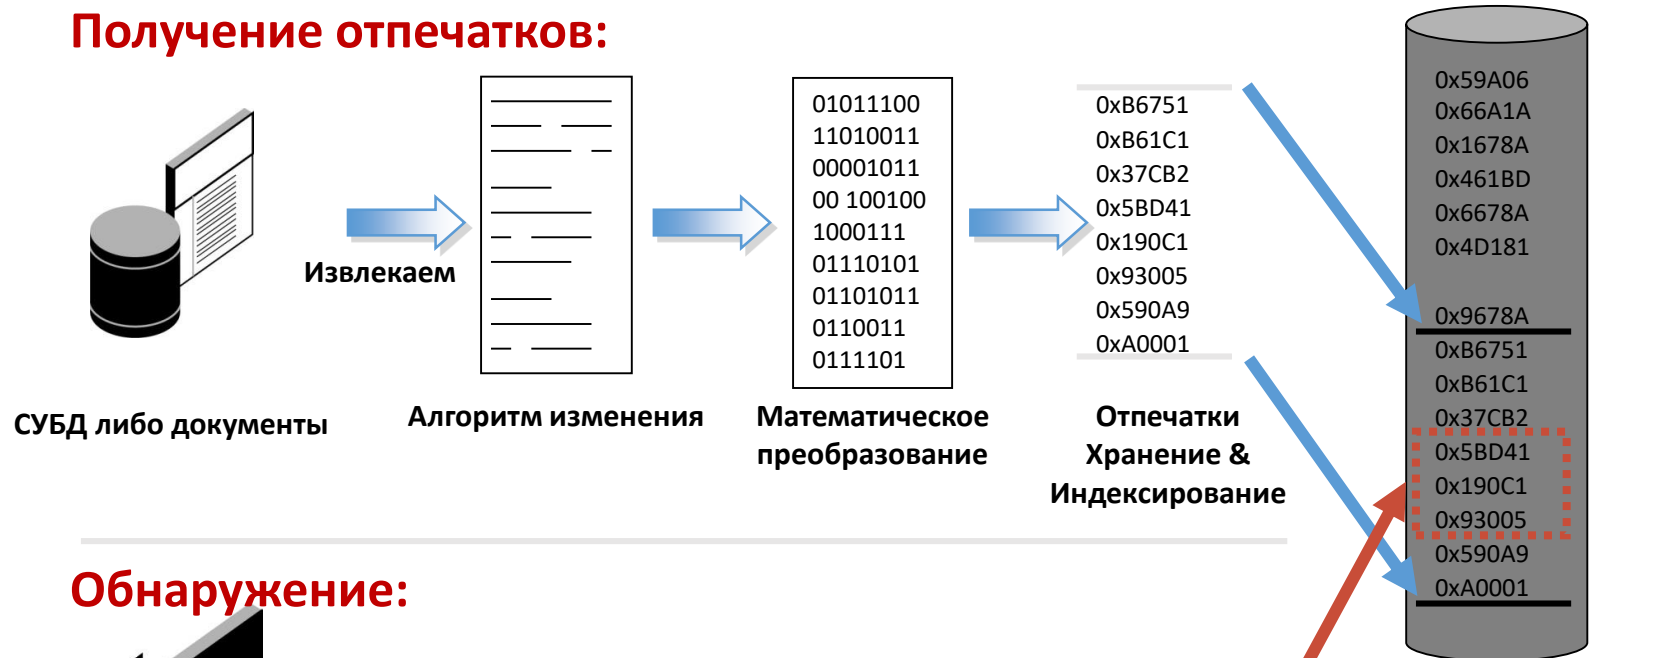 Получение отпечатков:
Извлекаем
СУБД либо документы
Алгоритм изменения
01011100
11010011
00001011
00 100100
1000111
01110101
01101011
0110011
0111101
Математическое
преобразование
0xB6751
0xB61C1
0x37CB2
0x5BD41
0x190C1
0x93005
0x590A9
0xA0001
Отпечатки
Хранение &
Индексирование
0x59A06
0x66A1A
0x1678A
0x461BD
0x6678A
0x4D181
0x9678A
0xB6751
0xB61C1
0x37CB2
0x5BD41
0x190C1
0x93005
0x590A9
0xA0001
Обнаружение: